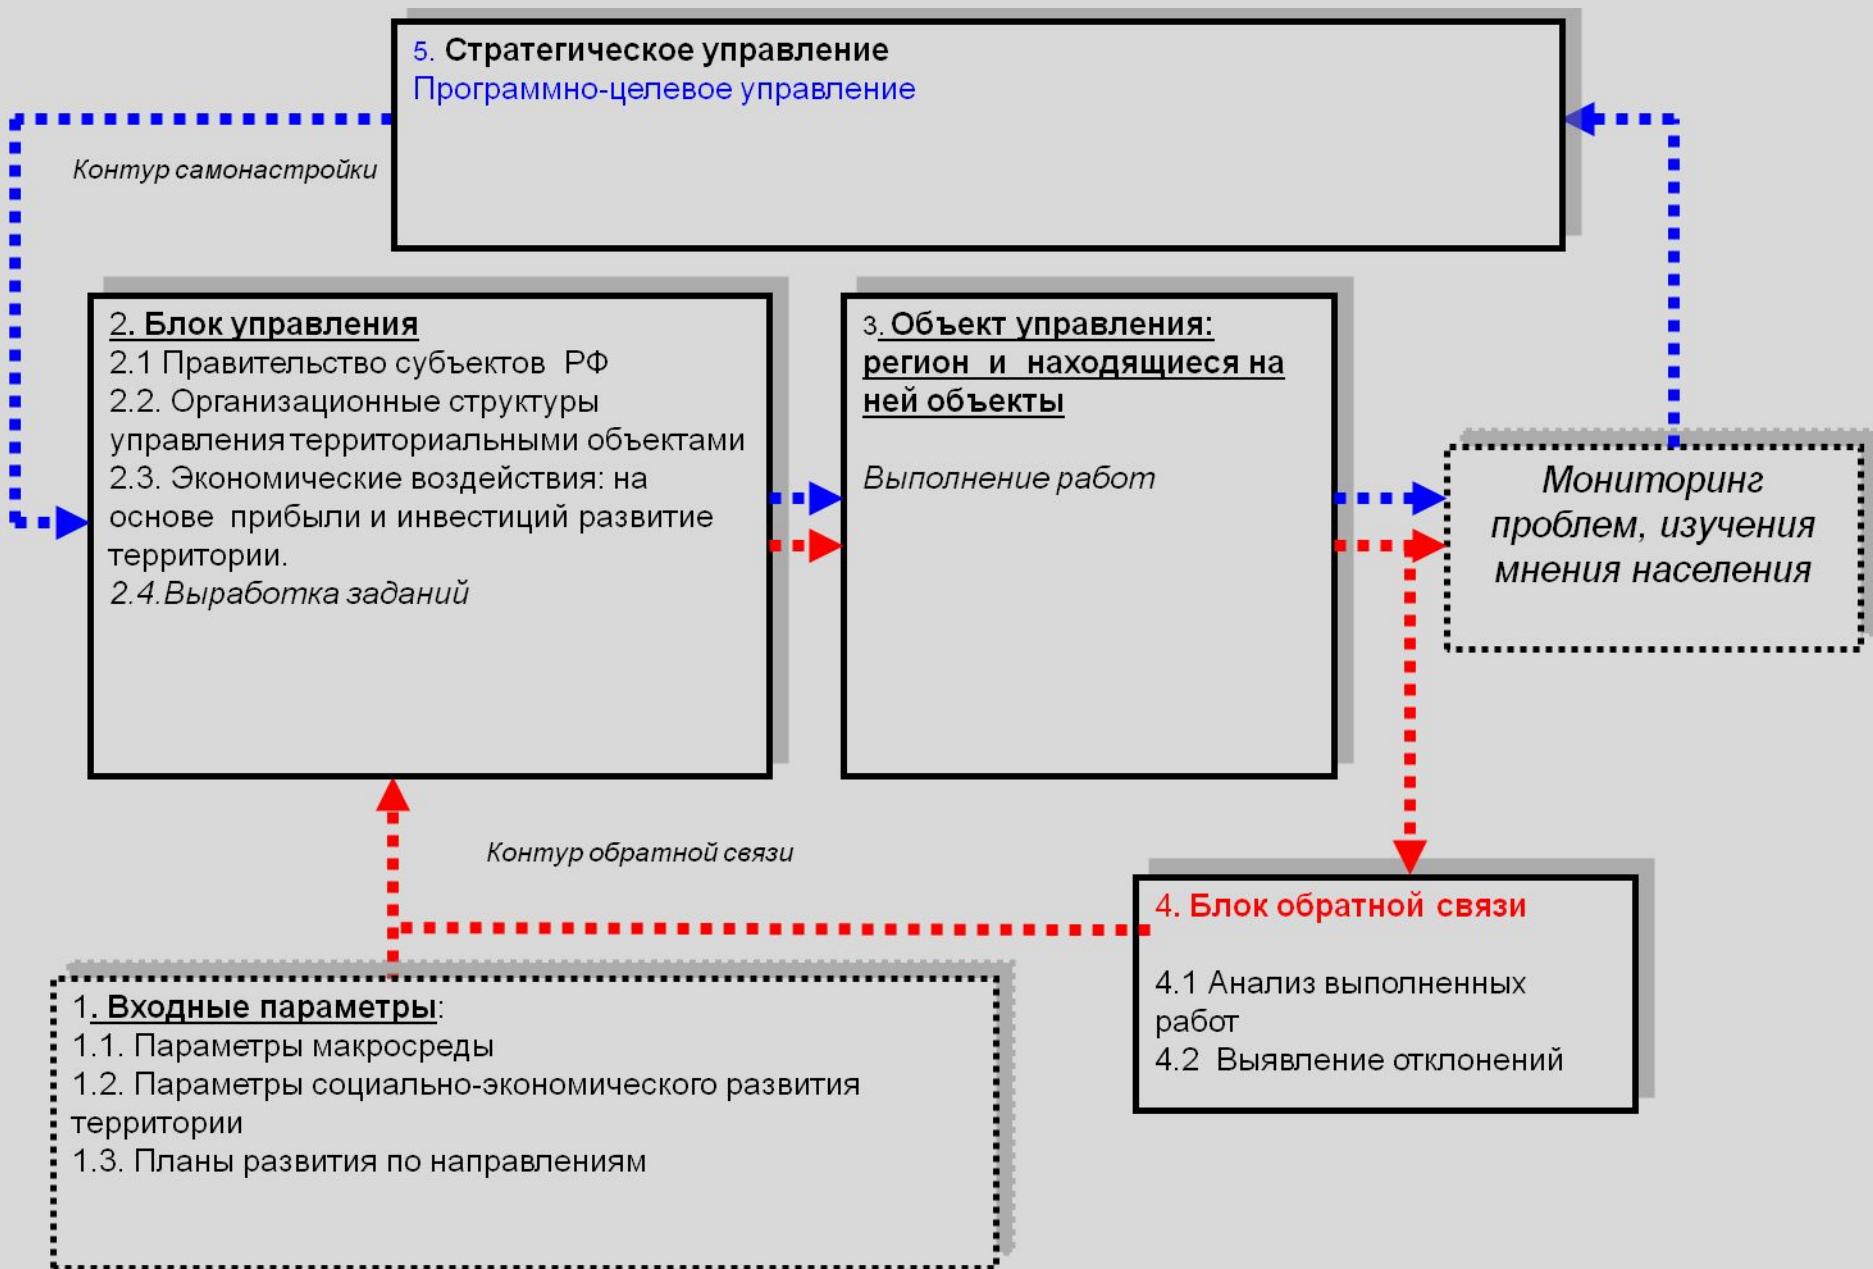 5. Стратегическое управление
Программно-целевое управление
Контур самонастройки
2. Блок управления
2.1 Правительство субъектов РФ
2.2. Организационные структуры
управления территориальными объектами
2.3. Экономические воздействия: на
основе прибыли и инвестиций развитие
территории.
2.4.Выработка заданий
3. Объект управления:
регион и находящиеся на
ней объекты
Выполнение работ
Мониторинг
проблем, изучения
мнения населения
Контур обратной связи
4. Блок обратной связи
4.1 Анализ выполненных
работ
4.2 Выявление отклонений
1. Входные параметры:
1.1. Параметры макросреды
1.2. Параметры социально-экономического развития
территории
1.3. Планы развития по направлениям